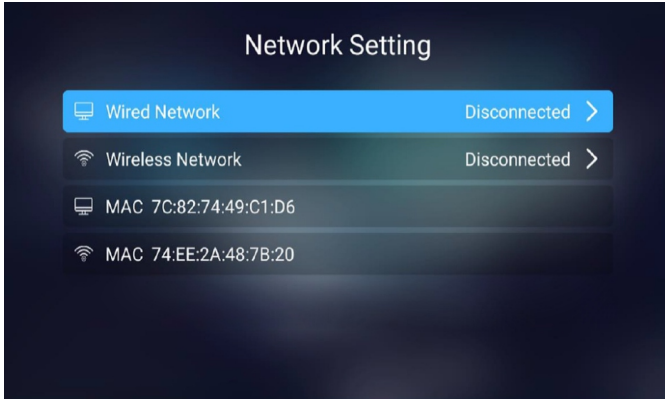 Network Setting
Wired Network Disconnected
Wireless Network Disconnected
MAC 7C:82:74:49:C1:D6
MAC 74:EE:2A:48:7B:20